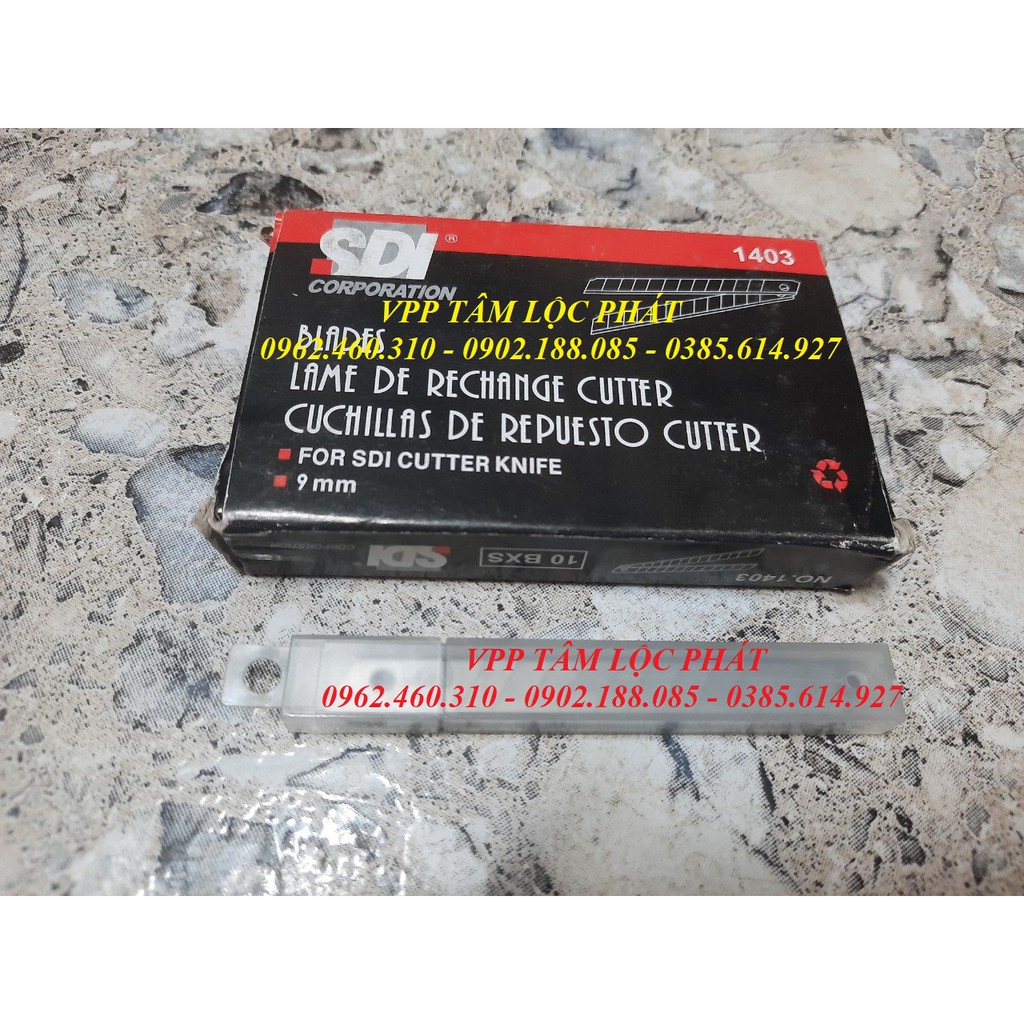 SDI ®
CORPORATION
1403
VPP TÂM LỘC PHÁT
BLADES
0962.460.310 - 0902.188.085 - 0385.614.927
LAME DE RECHANGE CUTTER
CUCHILLAS DE REPUESTO CUTTER
FOR SDI CUTTER KNIFE
9 mm
SDI ®
10 BXS
NO.1403
VPP TÂM LỘC PHÁT
0962.460.310 - 0902.188.085 - 0385.614.927